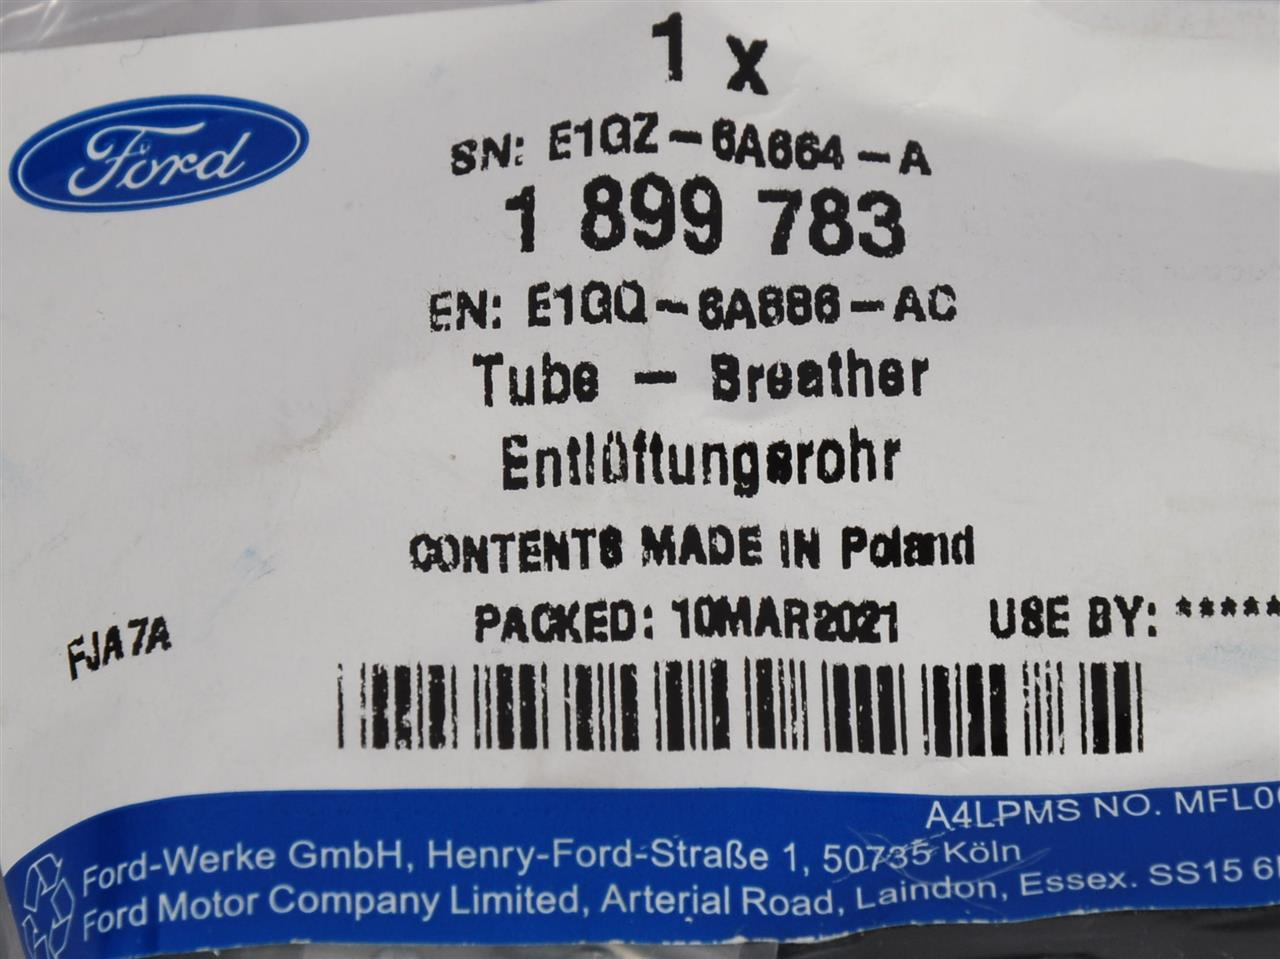 Ford
1 x
SN: E1GZ-6A664-A
1 899 783
EN: E1GQ-6A886-AC
Tube - Breather
Entlüftungsrohr
CONTENTS MADE IN Poland
PACKED: 10MAR2021 USE BY: *****
FJA7A
A4LPMS NO. MFL0
Ford-Werke GmbH, Henry-Ford-Straße 1, 50735 Köln
Ford Motor Company Limited, Arterial Road, Laindon, Essex. SS15 6